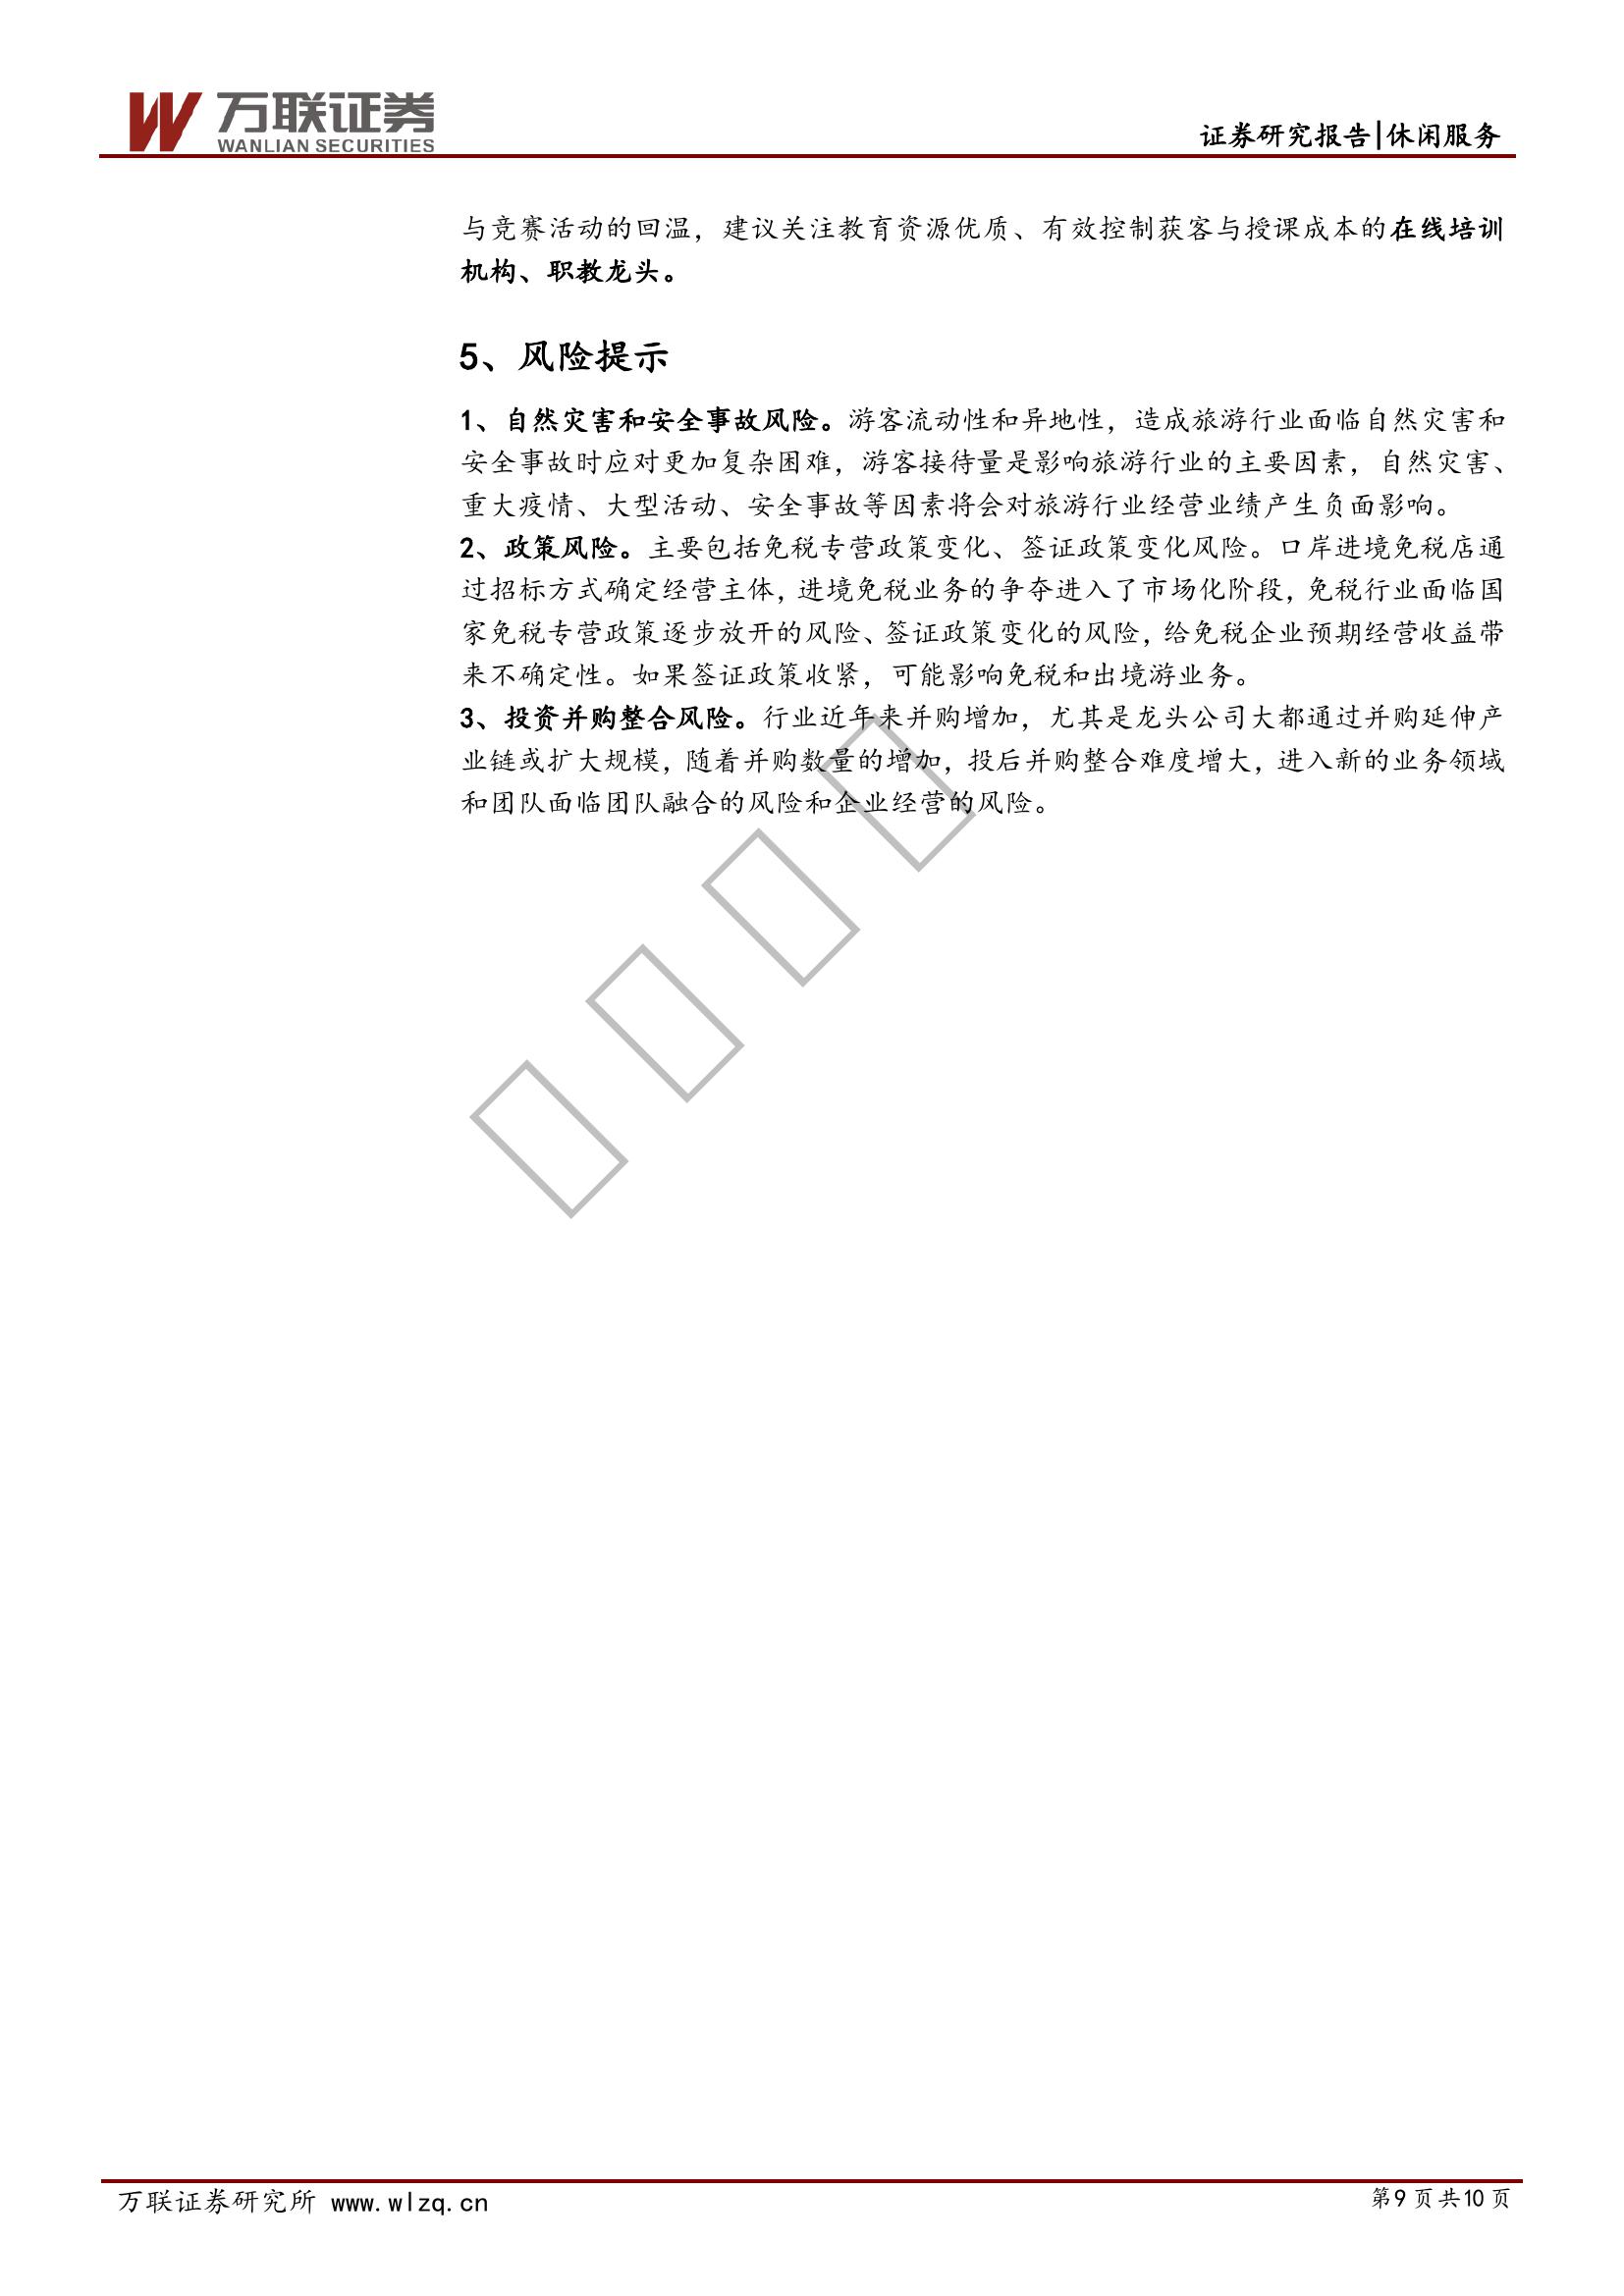 万联证券
WANLIAN SECURITIES
证券研究报告|休闲服务
与竞赛活动的回温，建议关注教育资源优质、有效控制获客与授课成本的在线培训
机构、职教龙头。
5、风险提示
1、自然灾害和安全事故风险。游客流动性和异地性，造成旅游行业面临自然灾害和
安全事故时应对更加复杂困难，游客接待量是影响旅游行业的主要因素，自然灾害、
重大疫情、大型活动、安全事故等因素将会对旅游行业经营业绩产生负面影响。
2、政策风险。主要包括免税专营政策变化、签证政策变化风险。口岸进境免税店通
过招标方式确定经营主体，进境免税业务的争夺进入了市场化阶段，免税行业面临国
家免税专营政策逐步放开的风险、签证政策变化的风险，给免税企业预期经营收益带
来不确定性。如果签证政策收紧，可能影响免税和出境游业务。
3、投资并购整合风险。行业近年来并购增加，尤其是龙头公司大都通过并购延伸产
业链或扩大规模，随着并购数量的增加，投后并购整合难度增大，进入新的业务领域
和团队面临团队融合的风险和企业经营的风险。
万联证券研究所 www.wlzq.cn
第9页共10页